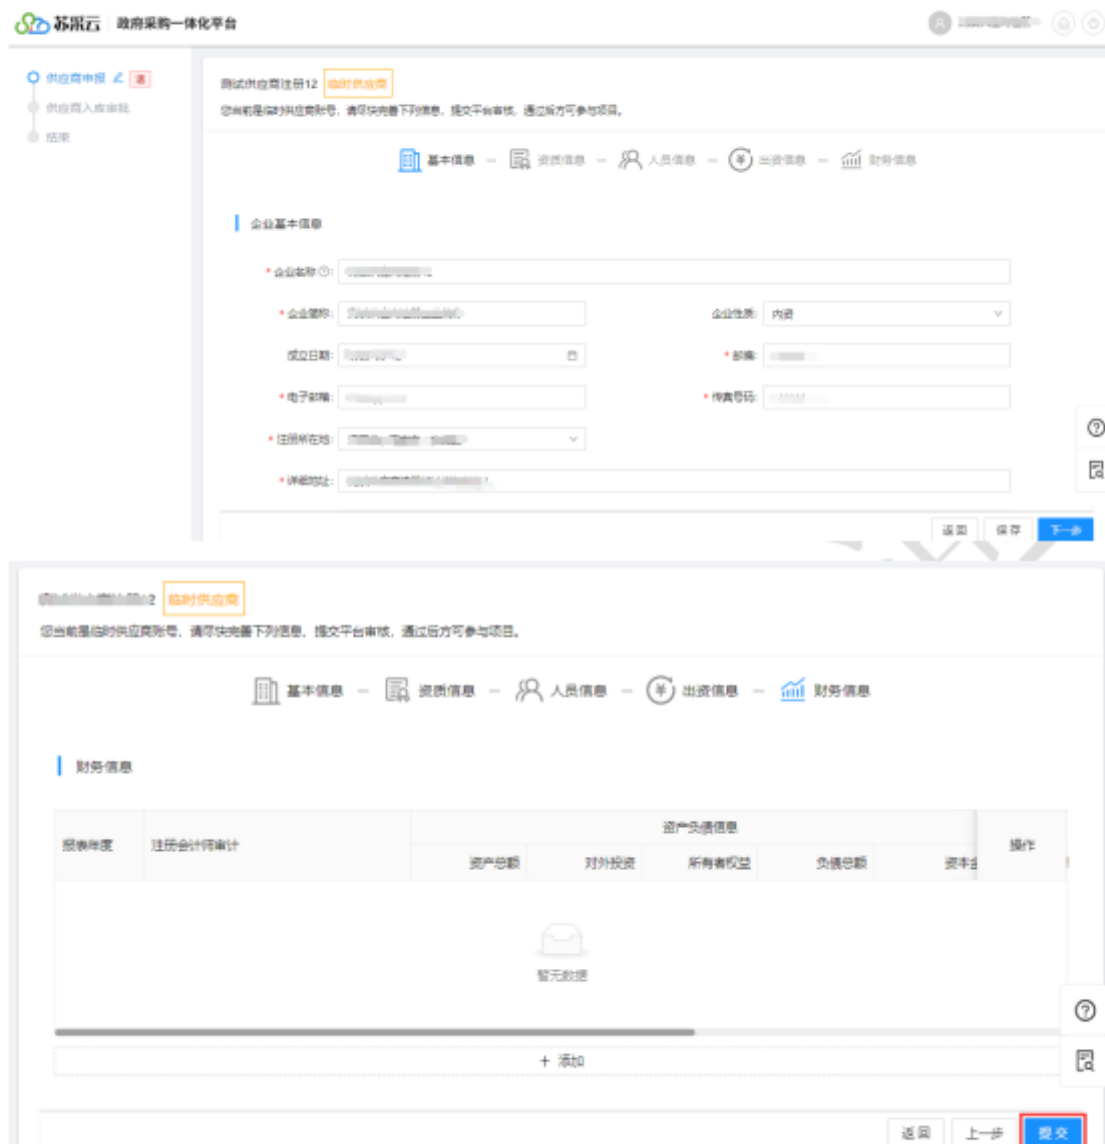 苏采云 政府采购一体化平台
供应商申报
供应商入库审批
结束
测试供应商注册12 临时供应商
您当前是临时供应商账号，请尽快完善下列信息，提交平台审核，通过后方可参与项目。
基本信息 资质信息 人员信息 出资信息 财务信息
企业基本信息
* 企业名称
* 企业简称: 企业性质: 内资
成立日期: * 邮编:
* 电子邮箱: * 传真号码:
* 注册所在地:
* 详细地址:
返回 保存 下一步
2 临时供应商
您当前是临时供应商账号，请尽快完善下列信息，提交平台审核，通过后方可参与项目。
基本信息 资质信息 人员信息 出资信息 财务信息
财务信息
资产负债信息
报表年度 注册会计师审计 操作
资产总额 对外投资 所有者权益 负债总额 资本金
暂无数据
+ 添加
返回 上一步 提交